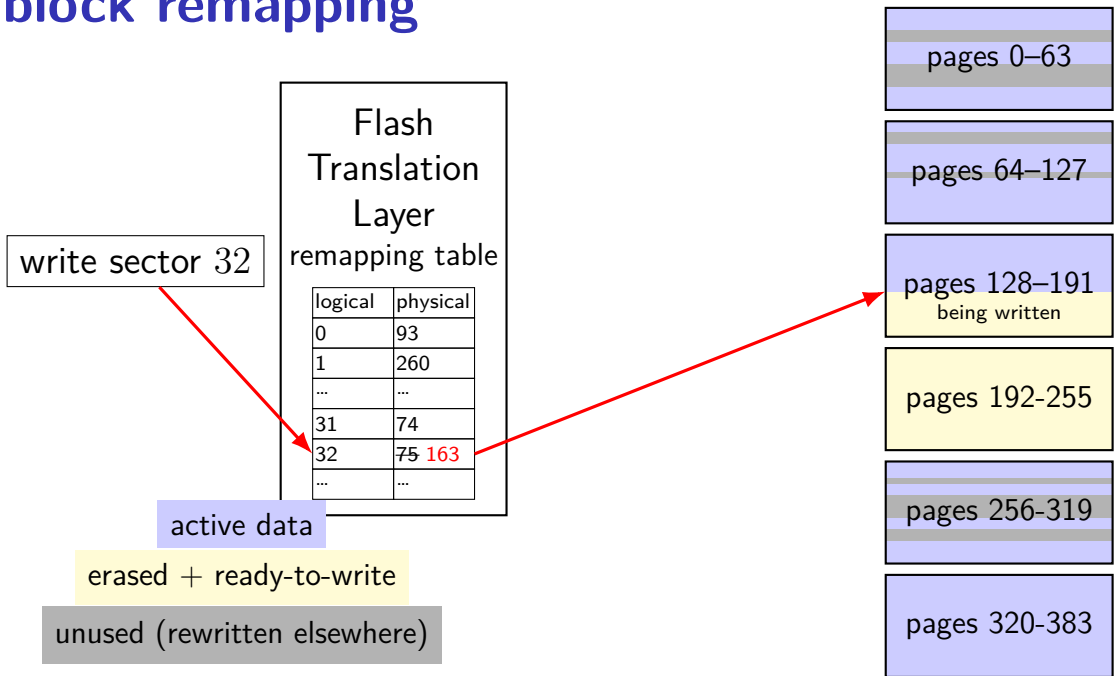 block remapping
Flash
Translation
Layer
remapping table
logical physical
0 93
1 260
... ...
31 74
32 75 163
... ...
write sector 32
active data
erased + ready-to-write
unused (rewritten elsewhere)
pages 0–63
pages 64–127
pages 128–191
being written
pages 192-255
pages 256-319
pages 320-383